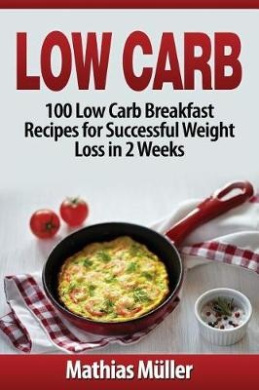 LOW CARB
100 Low Carb Breakfast
Recipes for Successful Weight
Loss in 2 Weeks
Mathias Müller